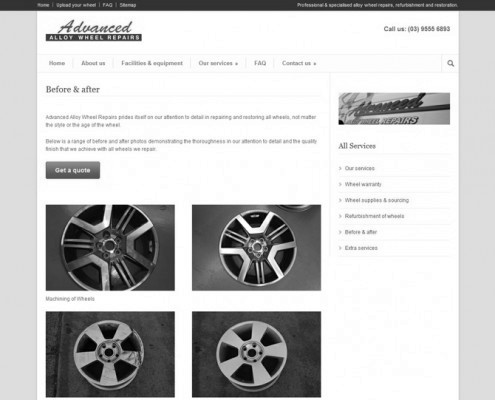 Home | Upload your wheel | FAQ | Sitemap
Professional & specialised alloy wheel repairs, refurbishment and restoration.
Advanced
ALLOY WHEEL REPAIRS
Call us: (03) 9555 6893
Home
About us
Facilities & equipment
Our services »
FAQ
Contact us »
Before & after
Advanced Alloy Wheel Repairs prides itself on our attention to detail in repairing and restoring all wheels, not matter
the style or the age of the wheel.
Below is a range of before and after photos demonstrating the thoroughness in our attention to detail and the quality
finish that we achieve with all wheels we repair.
Get a quote
Machining of Wheels
Advanced
WHEEL REPAIRS
All Services
Our services
Wheel warranty
Wheel supplies & sourcing
Refurbishment of wheels
Before & after
Extra services